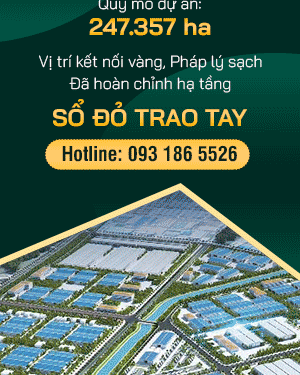 Quy mô dự án:
247.357 ha
Vị trí kết nối vàng, Pháp lý sạch
Đã hoàn chỉnh hạ tầng
SỔ ĐỎ TRAO TAY
Hotline: 093 186 5526